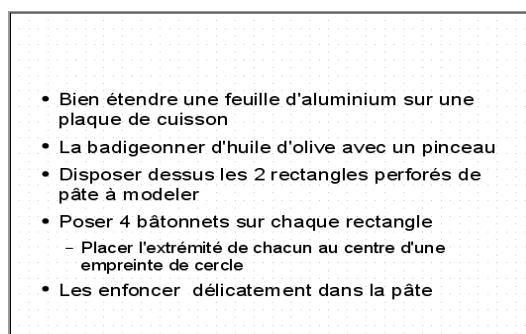 • Bien étendre une feuille d'aluminium sur une
plaque de cuisson
• La badigeonner d'huile d'olive avec un pinceau
• Disposer dessus les 2 rectangles perforés de
pâte à modeler
• Poser 4 bâtonnets sur chaque rectangle
– Placer l'extrémité de chacun au centre d'une
empreinte de cercle
• Les enfoncer délicatement dans la pâte